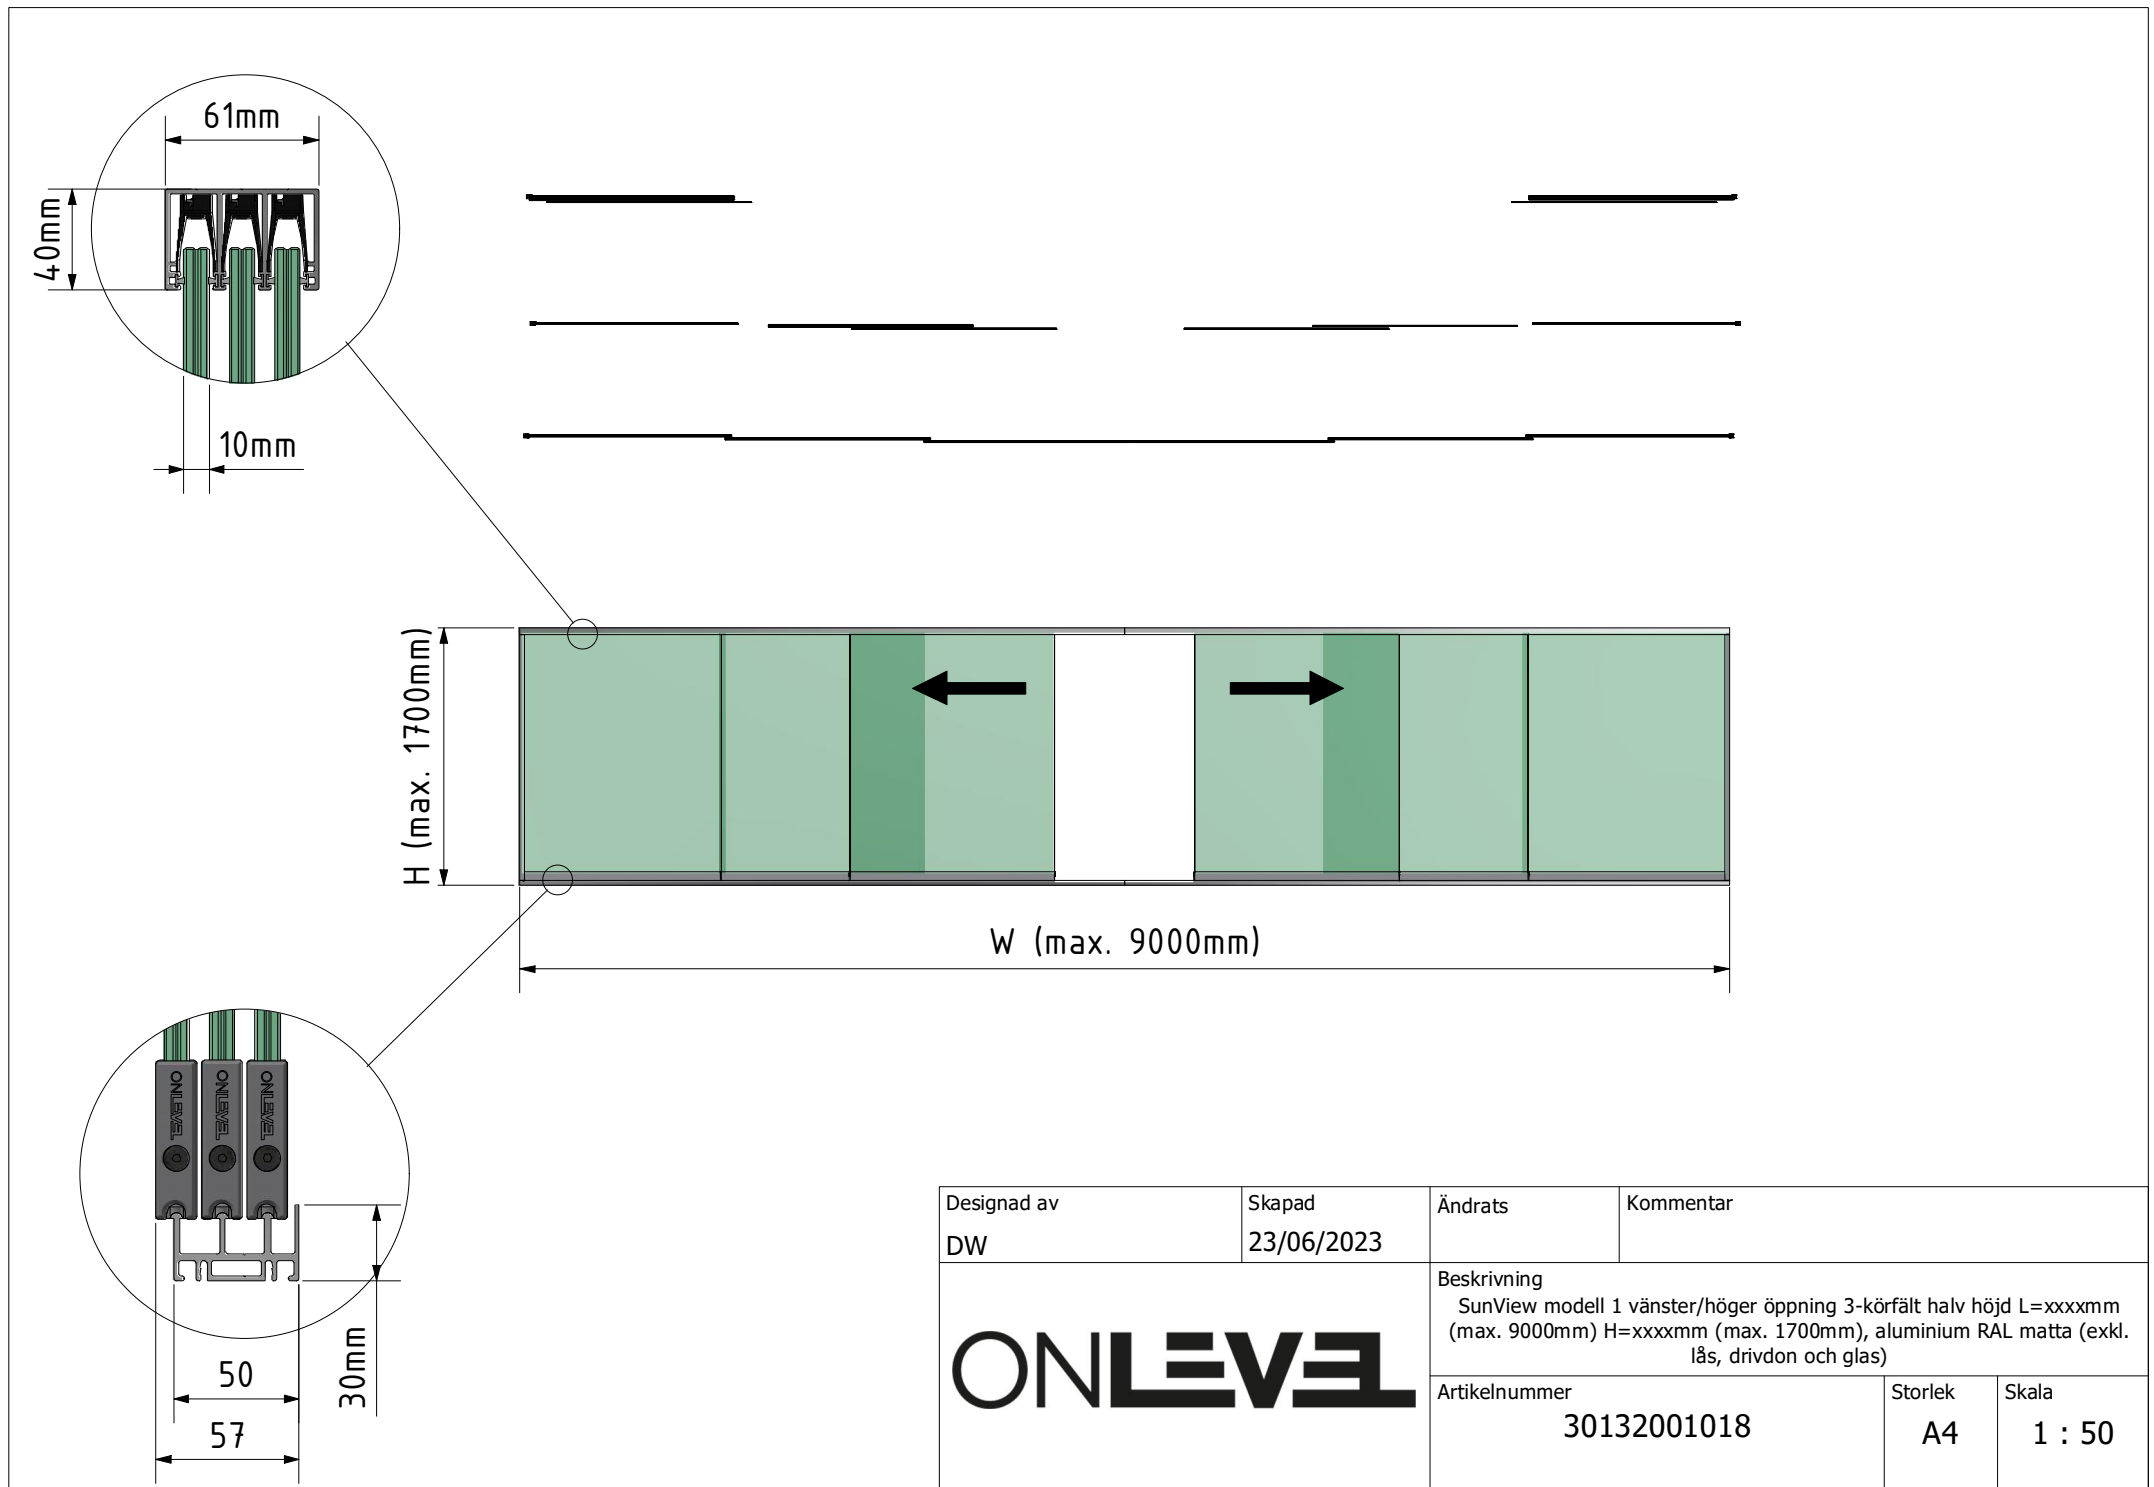 61mm
40mm
10mm
H (max. 1700mm)
W (max. 9000mm)
ONLEVEL
ONLEVEL
ONLEVEL
30mm
50
57
Designad av
DW
Skapad
23/06/2023
Ändrats
Kommentar
ONLEVEL
Beskrivning
SunView modell 1 vänster/höger öppning 3-körfält halv höjd L=xxxxmm
(max. 9000mm) H=xxxxmm (max. 1700mm), aluminium RAL matta (exkl.
lås, drivdon och glas)
Artikelnummer
30132001018
Storlek
A4
Skala
1 : 50